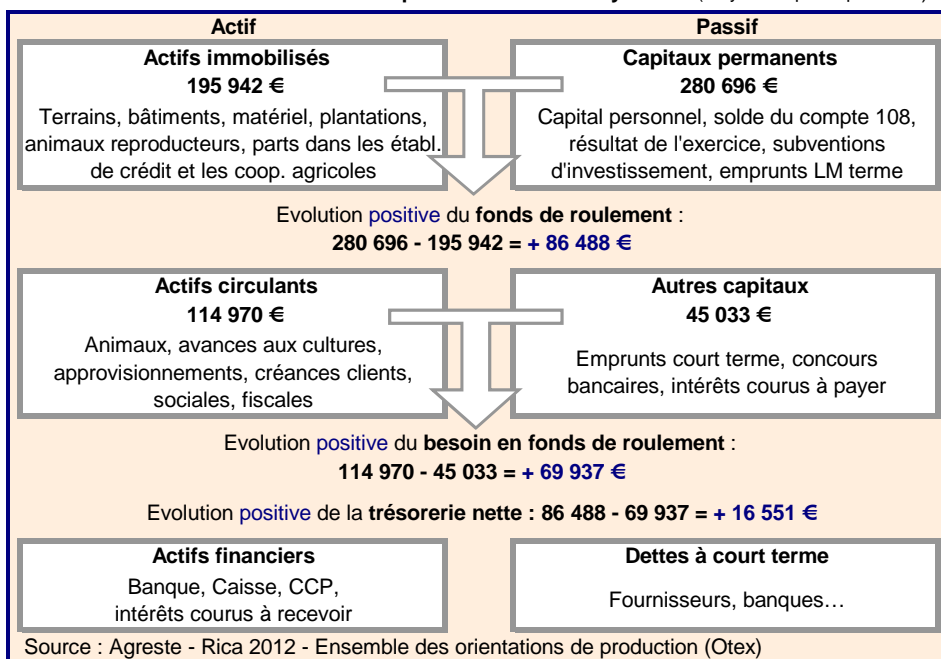 Actif
Passif
Actifs immobilisés
195 942 €
Terrains, bâtiments, matériel, plantations,
animaux reproducteurs, parts dans les établ.
de crédit et les coop. agricoles
Capitaux permanents
280 696 €
Capital personnel, solde du compte 108,
résultat de l'exercice, subventions
d'investissement, emprunts LM terme
Evolution positive du fonds de roulement :
280 696 - 195 942 = + 86 488 €
Actifs circulants
114 970 €
Animaux, avances aux cultures,
approvisionnements, créances clients,
sociales, fiscales
Autres capitaux
45 033 €
Emprunts court terme, concours
bancaires, intérêts courus à payer
Evolution positive du besoin en fonds de roulement :
114 970 - 45 033 = + 69 937 €
Evolution positive de la trésorerie nette : 86 488 - 69 937 = + 16 551 €
Actifs financiers
Banque, Caisse, CCP,
intérêts courus à recevoir
Dettes à court terme
Fournisseurs, banques…
Source : Agreste - Rica 2012 - Ensemble des orientations de production (Otex)